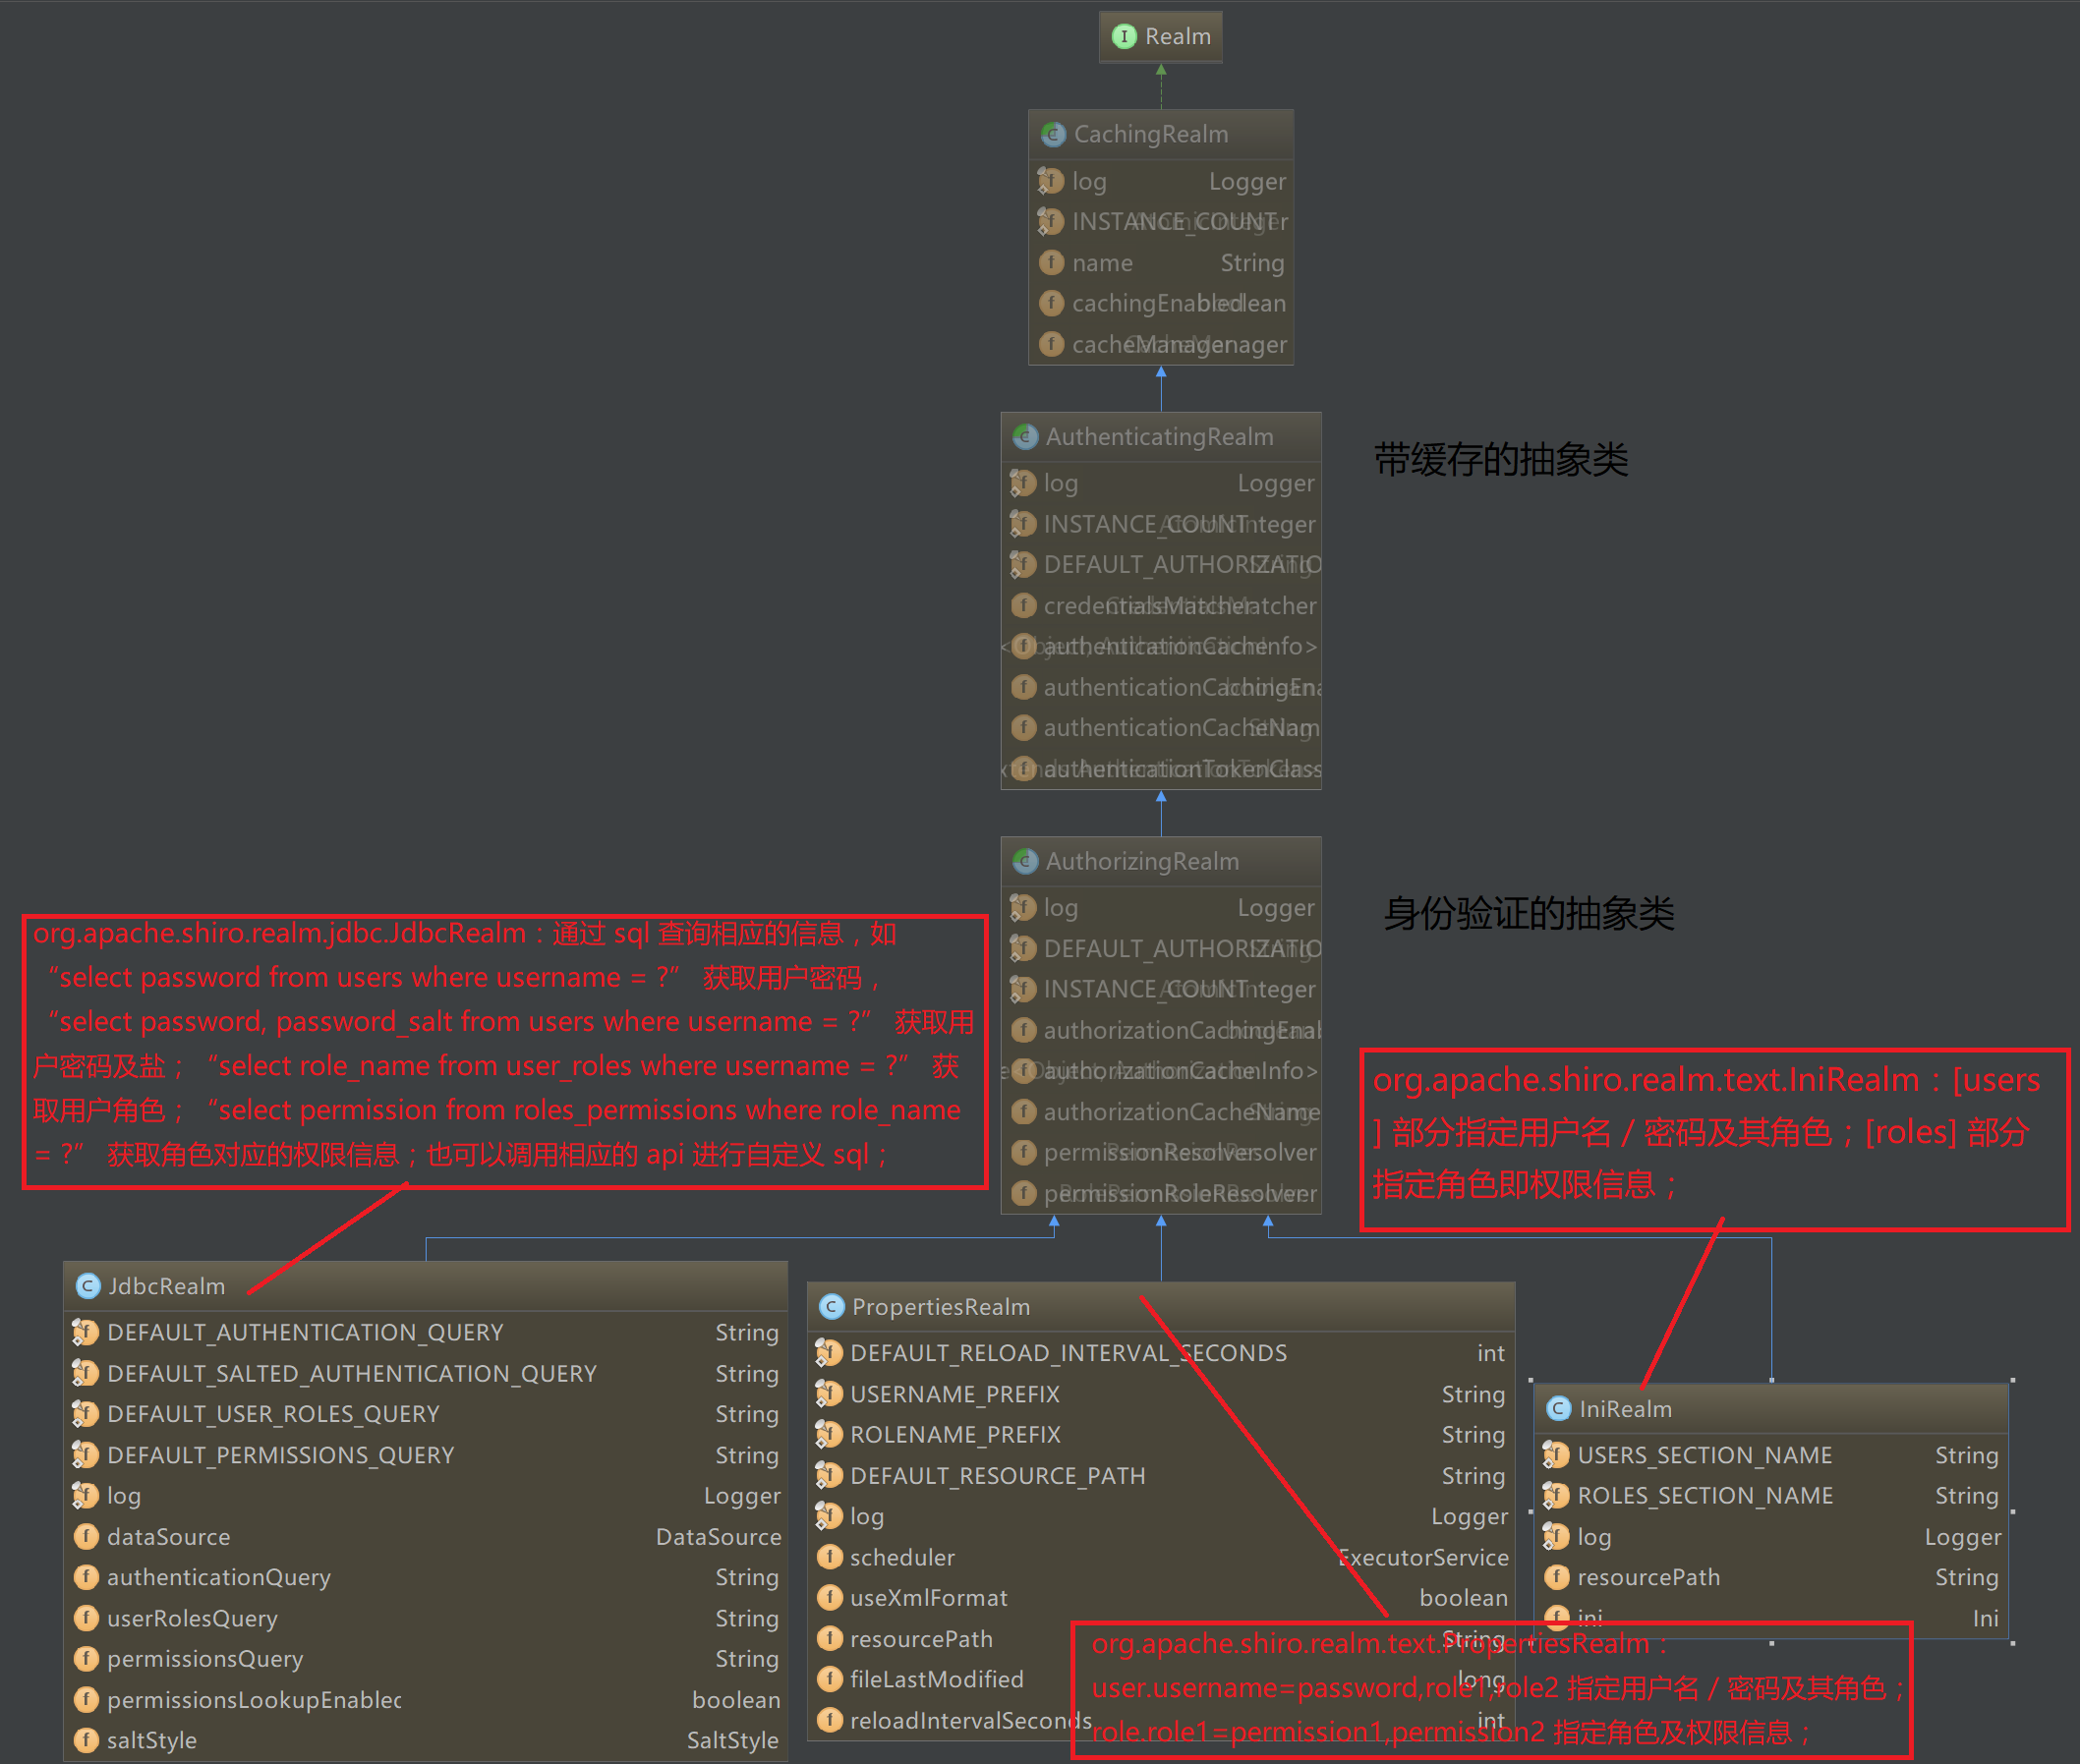 Realm
CachingRealm
log Logger
INSTANCE_COUNT
name String
cachingEnabled boolean
cacheManager
AuthenticatingRealm
带缓存的抽象类
log Logger
INSTANCE_COUNT
DEFAULT_AUTHORIZATIO String
credentialsMatcher
authenticationCache
authenticationCachingEna boolean
authenticationCacheNam String
authenticationTokenClass
AuthorizingRealm
身份验证的抽象类
log Logger
DEFAULT_AUTHORIZATIO String
INSTANCE_COUNT
authorizationCachingEnab boolean
authorizationCache
authorizationCacheName String
permissionResolver
permissionRoleResolver
org.apache.shiro.realm.jdbc.JdbcRealm：通过 sql 查询相应的信息，如
“select password from users where username = ?” 获取用户密码，
“select password, password_salt from users where username = ?” 获取用
户密码及盐；“select role_name from user_roles where username = ?” 获
取用户角色；“select permission from roles_permissions where role_name
= ?” 获取角色对应的权限信息；也可以调用相应的 api 进行自定义 sql；
org.apache.shiro.realm.text.IniRealm：[users
] 部分指定用户名 / 密码及其角色；[roles] 部分
指定角色即权限信息；
JdbcRealm
DEFAULT_AUTHENTICATION_QUERY String
DEFAULT_SALTED_AUTHENTICATION_QUERY String
DEFAULT_USER_ROLES_QUERY String
DEFAULT_PERMISSIONS_QUERY String
log Logger
dataSource DataSource
authenticationQuery String
userRolesQuery String
permissionsQuery String
permissionsLookupEnabled boolean
saltStyle SaltStyle
PropertiesRealm
DEFAULT_RELOAD_INTERVAL_SECONDS int
USERNAME_PREFIX String
ROLENAME_PREFIX String
DEFAULT_RESOURCE_PATH String
log Logger
scheduler ExecutorService
useXmlFormat boolean
resourcePath String
fileLastModified long
reloadIntervalSeconds int
IniRealm
USERS_SECTION_NAME String
ROLES_SECTION_NAME String
log Logger
resourcePath String
ini Ini
org.apache.shiro.realm.text.PropertiesRealm：
user.username=password,role1,role2 指定用户名 / 密码及其角色；
role.role1=permission1,permission2 指定角色及权限信息；